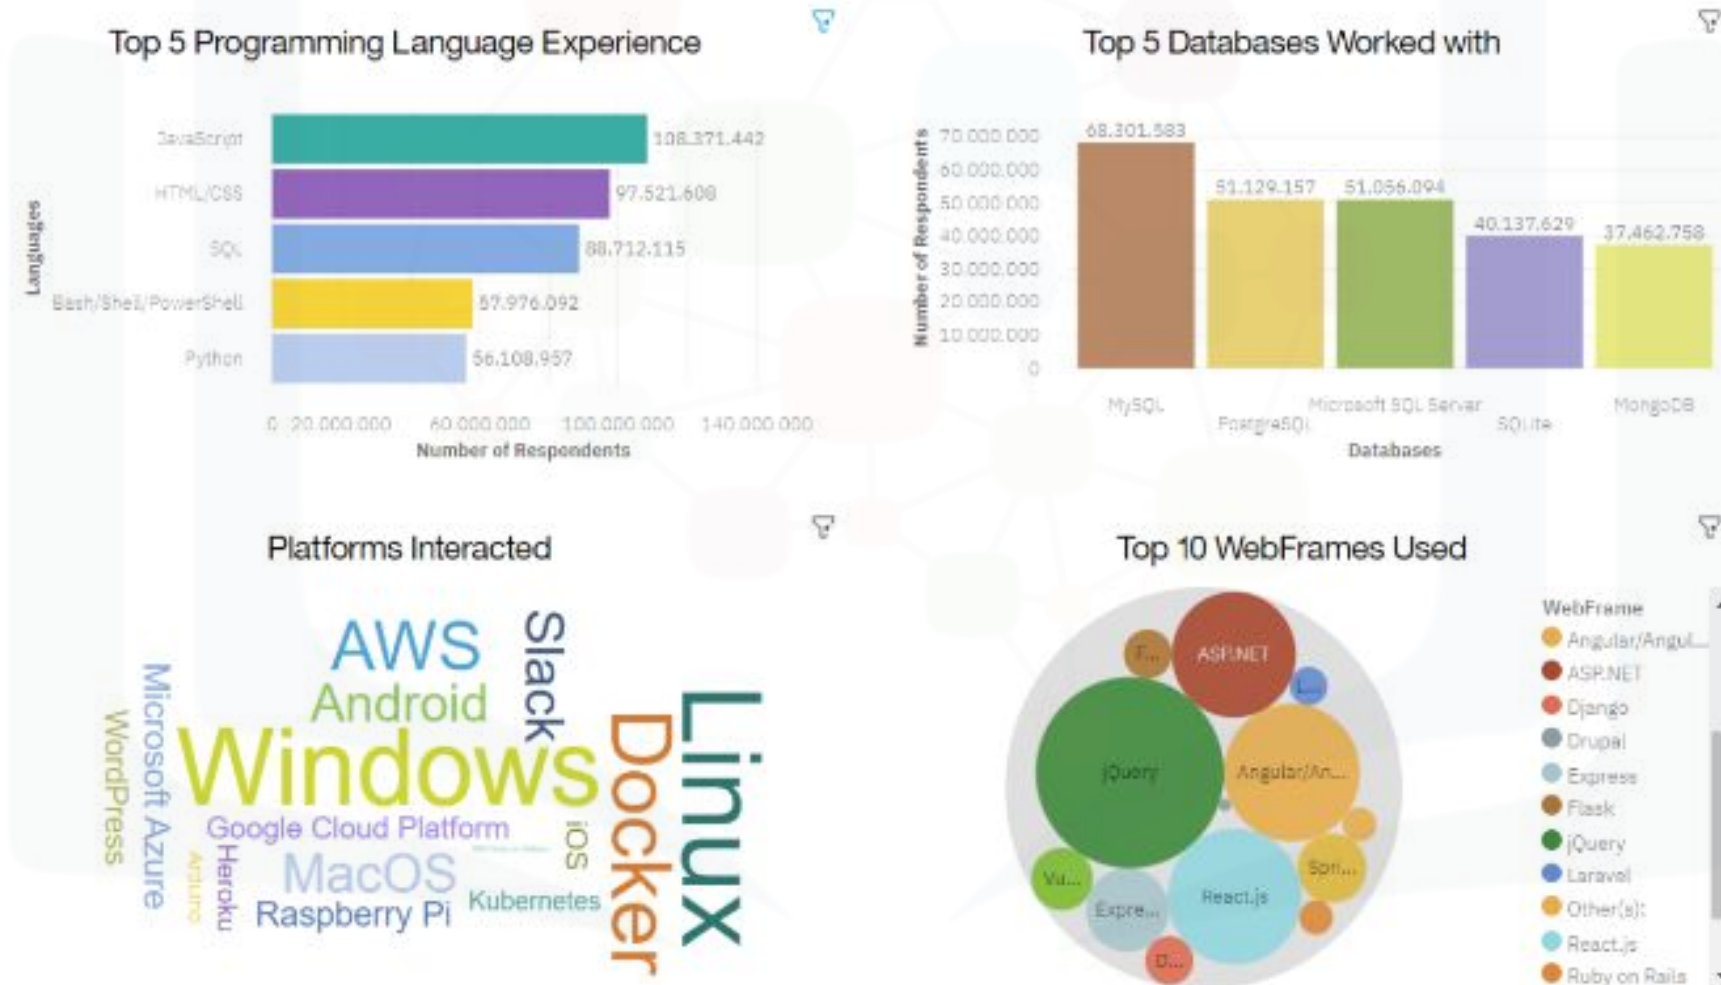 Top 5 Programming Language Experience
Languages
JavaScript
108.371.442
HTML/CSS
97.521.608
SQL
88.712.115
Bash/Shell/PowerShell
57.976.092
Python
56.108.957
0 20.000.000 60.000.000 100.000.000 140.000.000
Number of Respondents
Top 5 Databases Worked with
Number of Respondents
70.000.000
60.000.000
50.000.000
40.000.000
30.000.000
20.000.000
10.000.000
0
68.301.583
51.129.157
51.056.094
40.137.629
37.462.758
MySQL
PostgreSQL
Microsoft SQL Server
SQLite
MongoDB
Databases
Platforms Interacted
AWS
Slack
Android
Microsoft Azure
WordPress
Windows
Docker
Linux
Google Cloud Platform
iOS
Heroku
MacOS
Raspberry Pi
Kubernetes
Top 10 WebFrames Used
F...
ASP.NET
L...
jQuery
Angular/An...
Vu...
Expre...
React.js
Spri...
D...
WebFrame
Angular/Angul...
ASP.NET
Django
Drupal
Express
Flask
jQuery
Laravel
Other(s):
React.js
Ruby on Rails